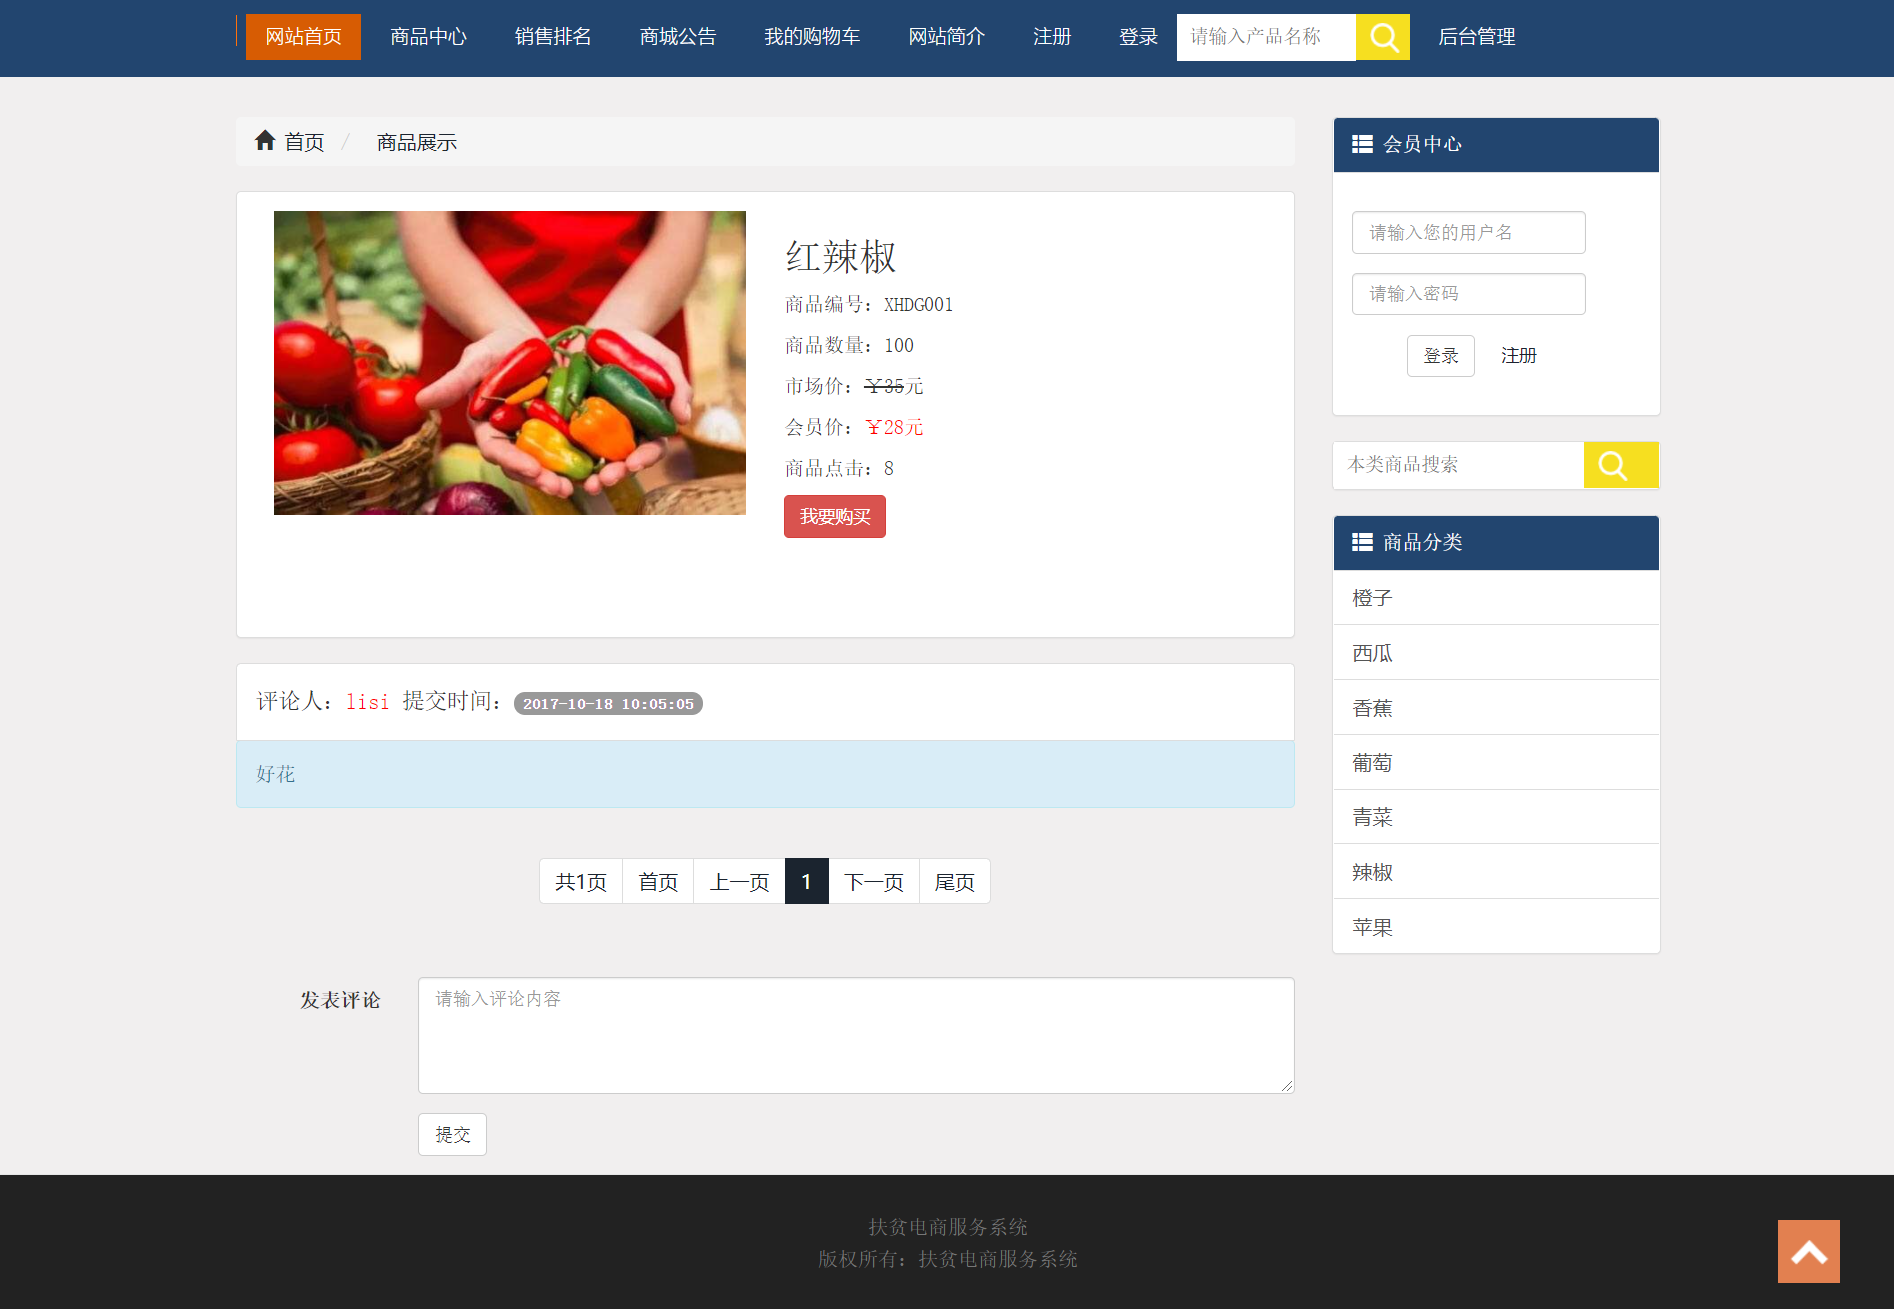 网站首页 商品中心 销售排名 商城公告 我的购物车 网站简介 注册 登录 请输入产品名称 后台管理
首页 / 商品展示
红辣椒
商品编号：XHDG001
商品数量：100
市场价：￥35元
会员价：￥28元
商品点击：8
我要购买
评论人：lisi 提交时间：2017-10-18 10:05:05
好花
共1页 首页 上一页 1 下一页 尾页
发表评论 请输入评论内容
提交
会员中心
请输入您的用户名
请输入密码
登录 注册
本类商品搜索
商品分类
橙子
西瓜
香蕉
葡萄
青菜
辣椒
苹果
扶贫电商服务系统
版权所有：扶贫电商服务系统